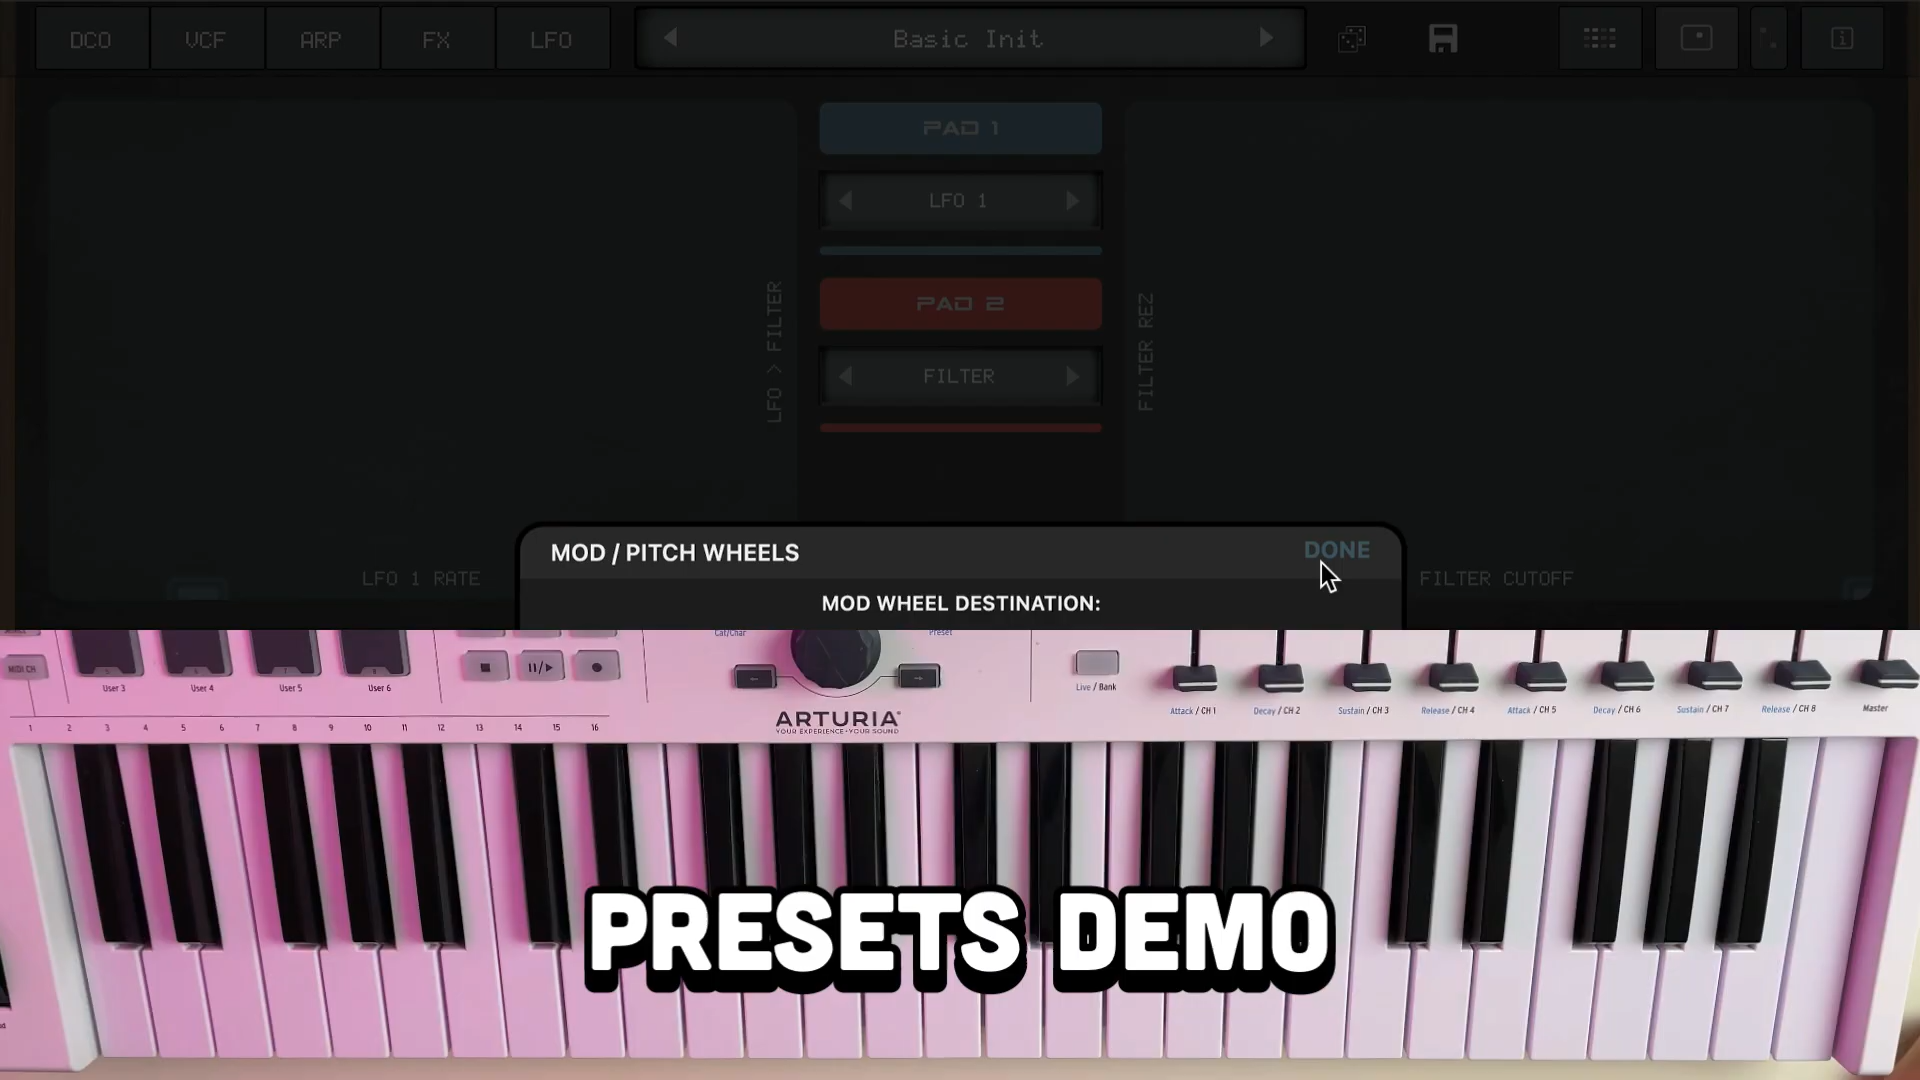 DCO VCF ARP FX LFO Basic Init
PAD 1
LFO 1
PAD 2
FILTER
LFO > FILTER
FILTER REZ
LFO 1 RATE
FILTER CUTOFF
MOD / PITCH WHEELS DONE
MOD WHEEL DESTINATION:
Cat/Char Preset
MIDI CH
User 3 User 4 User 5 User 6
Live / Bank
Attack / CH 1 Decay / CH 2 Sustain / CH 3 Release / CH 4 Attack / CH 5 Decay / CH 6 Sustain / CH 7 Release / CH 8 Master
1 2 3 4 5 6 7 8 9 10 11 12 13 14 15 16
ARTURIA
YOUR EXPERIENCE • YOUR SOUND
PRESETS DEMO